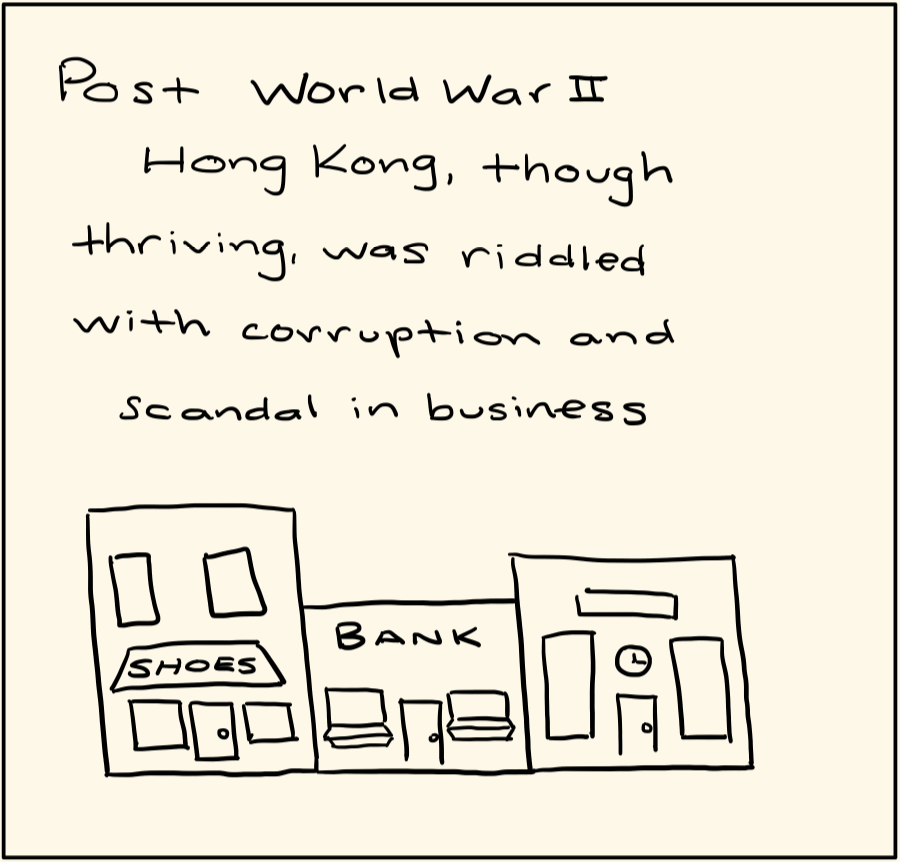 Post World War II
Hong Kong, though
thriving, was riddled
with corruption and
scandal in business
SHOES
BANK